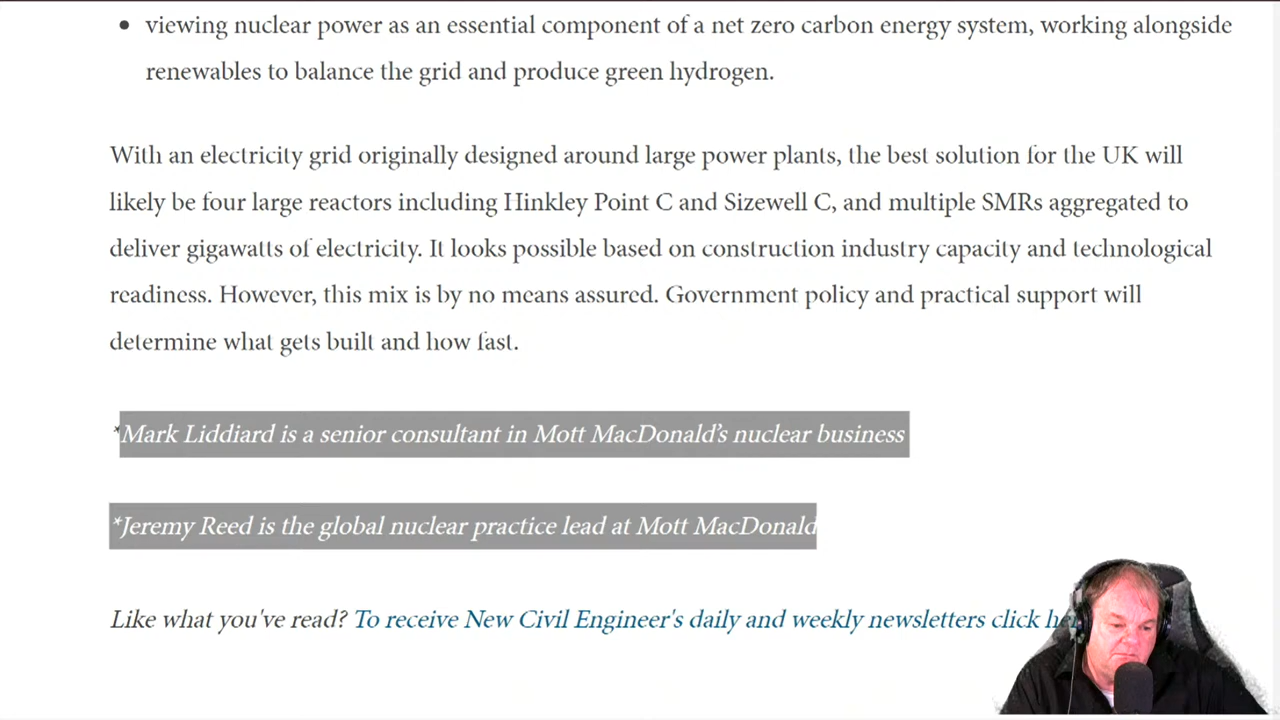 viewing nuclear power as an essential component of a net zero carbon energy system, working alongside
renewables to balance the grid and produce green hydrogen.
With an electricity grid originally designed around large power plants, the best solution for the UK will
likely be four large reactors including Hinkley Point C and Sizewell C, and multiple SMRs aggregated to
deliver gigawatts of electricity. It looks possible based on construction industry capacity and technological
readiness. However, this mix is by no means assured. Government policy and practical support will
determine what gets built and how fast.
*Mark Liddiard is a senior consultant in Mott MacDonald's nuclear business
*Jeremy Reed is the global nuclear practice lead at Mott MacDonald
Like what you've read? To receive New Civil Engineer's daily and weekly newsletters click